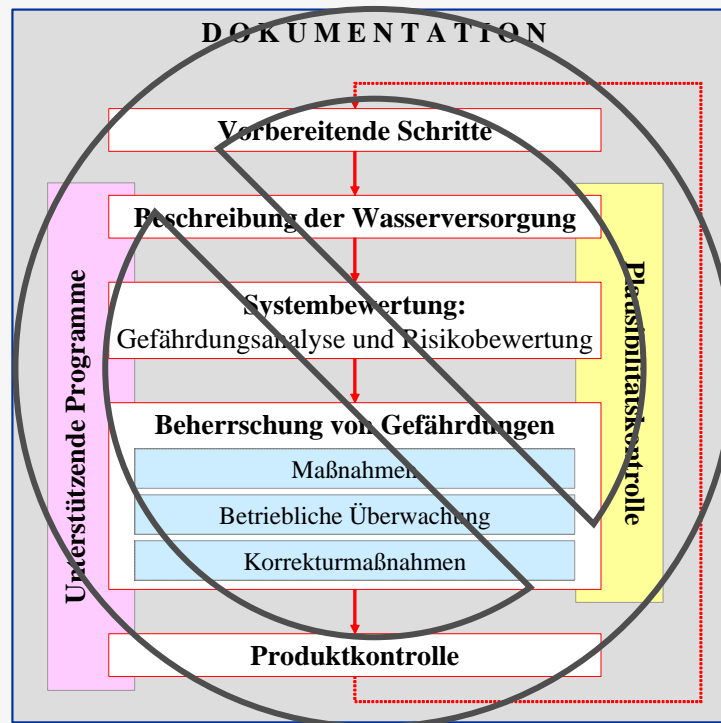 DOKUMENTATION
Vorbereitende Schritte
Beschreibung der Wasserversorgung
Systembewertung:
Gefährdungsanalyse und Risikobewertung
Beherrschung von Gefährdungen
Maßnahmen
Betriebliche Überwachung
Korrekturmaßnahmen
Produktkontrolle
Unterstützende Programme
Plausibilitätskontrolle